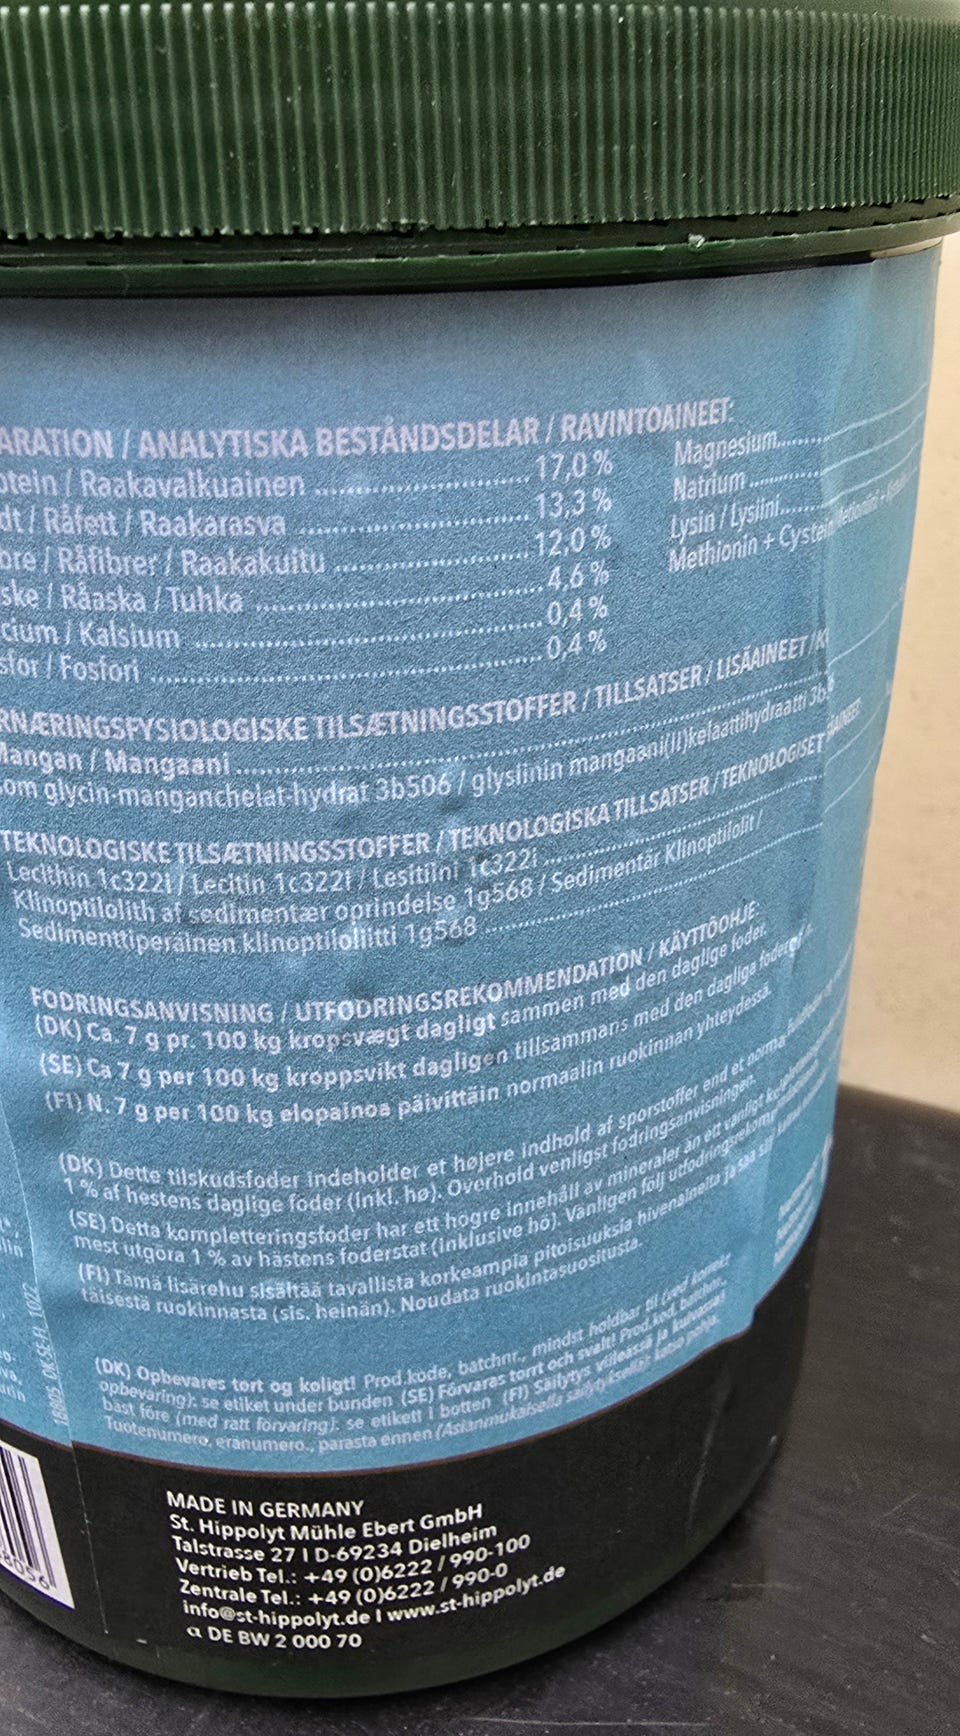 ARATION / ANALYTISKA BESTÅNDSDELAR / RAVINTOAINEET:
otein / Raakavalkuainen 17,0 %
dt / Råfett / Raakarasva 13,3 %
bre / Råfibrer / Raakakuitu 12,0 %
ske / Råaska / Tuhka 4,6 %
cium / Kalsium 0,4 %
sfor / Fosfori 0,4 %
Magnesium
Natrium
Lysin / Lysiini
Methionin + Cystein
RNÆRINGSFYSIOLOGISKE TILSÆTNINGSSTOFFER / TILLSATSER / LISÄAINEET /
Mangan / Mangaani
om glycin-manganchelat-hydrat 3b506 / glysiinin mangaani(II)kelaattihydraatti
TEKNOLOGISKE TILSÆTNINGSSTOFFER / TEKNOLOGISKA TILLSATSER / TEKNOLOGISET
Lecithin 1c322i / Lecitin 1c322i / Lesitiini 1c322i
Klinoptilolith af sedimentær oprindelse 1g568 / Sedimentär Klinoptilolit /
Sedimenttiperäinen klinoptiloliitti 1g568
FODRINGSANVISNING / UTFODRINGSREKOMMENDATION / KÄYTTÖOHJE:
(DK) Ca. 7 g pr. 100 kg kropsvægt dagligt sammen med den daglige foder.
(SE) Ca 7 g per 100 kg kroppsvikt dagligen tillsammans med den dagliga
(FI) N. 7 g per 100 kg elopainoa päivittäin normaalin ruokinnan yhteydessä.
(DK) Dette tilskudsfoder indeholder et højere indhold af sporstoffer end et
1 % af hestens daglige foder (Inkl. hø). Overhold venligst fodringsanvisningen.
(SE) Detta kompletteringsfoder har ett högre innehåll av mineraler än ett vanligt
mest utgöra 1 % av hästens foderstat (inklusive hö). Vänligen följ
(FI) Tämä lisärehu sisältää tavallista korkeampia pitoisuuksia hivenaineita
täisestä ruokinnasta (sis. heinän). Noudata ruokintasuositusta.
(DK) Opbevares tørt og køligt! Prod.kode, batchnr., mindst holdbar til (ved korrekt
opbevaring): se etiket under bunden (SE) Förvaras torrt och svalt! Prod.kod, batchnr.,
bäst före (med rätt förvaring): se etikett i botten (FI) Säilytys viileässä ja kuivassa!
Tuotenumero, eränumero., parasta ennen (Asianmukaisella säilytyksellä): katso pohja.
1B805_DK.SE.FI_1022
8056
MADE IN GERMANY
St. Hippolyt Mühle Ebert GmbH
Talstrasse 27 I D-69234 Dielheim
Vertrieb Tel.: +49 (0)6222 / 990-100
Zentrale Tel.: +49 (0)6222 / 990-0
info@st-hippolyt.de I www.st-hippolyt.de
α DE BW 2 000 70